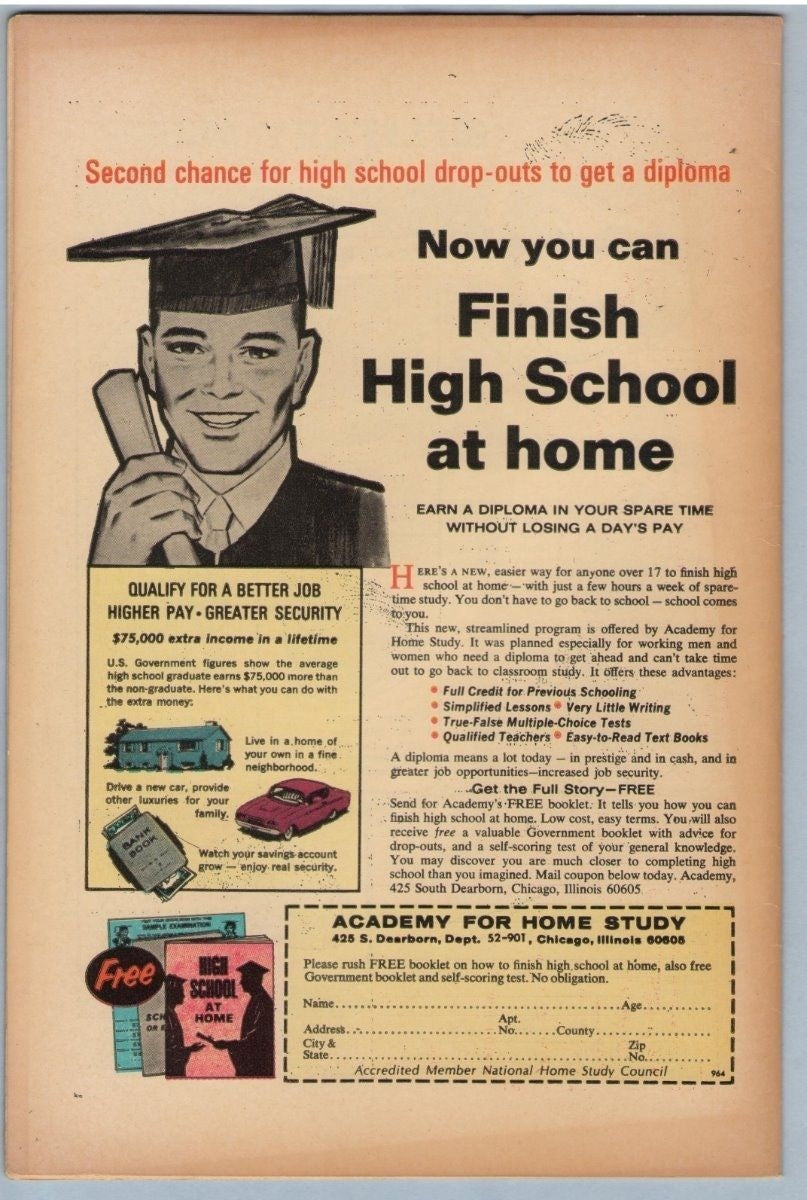 Second chance for high school drop-outs to get a diploma
Now you can
Finish
High School
at home
EARN A DIPLOMA IN YOUR SPARE TIME
WITHOUT LOSING A DAY'S PAY
HERE'S A NEW, easier way for anyone over 17 to finish high
school at home — with just a few hours a week of spare-
time study. You don't have to go back to school — school comes
to you.
This new, streamlined program is offered by Academy for
Home Study. It was planned especially for working men and
women who need a diploma to get ahead and can't take time
out to go back to classroom study. It offers these advantages:
• Full Credit for Previous Schooling
• Simplified Lessons • Very Little Writing
• True-False Multiple-Choice Tests
• Qualified Teachers • Easy-to-Read Text Books
A diploma means a lot today — in prestige and in cash, and in
greater job opportunities—increased job security.
Get the Full Story—FREE
Send for Academy's FREE booklet. It tells you how you can
finish high school at home. Low cost, easy terms. You will also
receive free a valuable Government booklet with advice for
drop-outs, and a self-scoring test of your general knowledge.
You may discover you are much closer to completing high
school than you imagined. Mail coupon below today. Academy,
425 South Dearborn, Chicago, Illinois 60605
QUALIFY FOR A BETTER JOB
HIGHER PAY • GREATER SECURITY
$75,000 extra income in a lifetime
U.S. Government figures show the average
high school graduate earns $75,000 more than
the non-graduate. Here's what you can do with
the extra money:
Live in a home of
your own in a fine
neighborhood.
Drive a new car, provide
other luxuries for your
family.
BANK
BOOK
Watch your savings account
grow — enjoy real security.
SAMPLE EXAMINATION
Free
HIGH
SCHOOL
AT
HOME
SCH
OR
ACADEMY FOR HOME STUDY
425 S. Dearborn, Dept. 52-901, Chicago, Illinois 60605
Please rush FREE booklet on how to finish high school at home, also free
Government booklet and self-scoring test. No obligation.
Name Age
Apt.
Address No. County
City & Zip
State No.
Accredited Member National Home Study Council 964